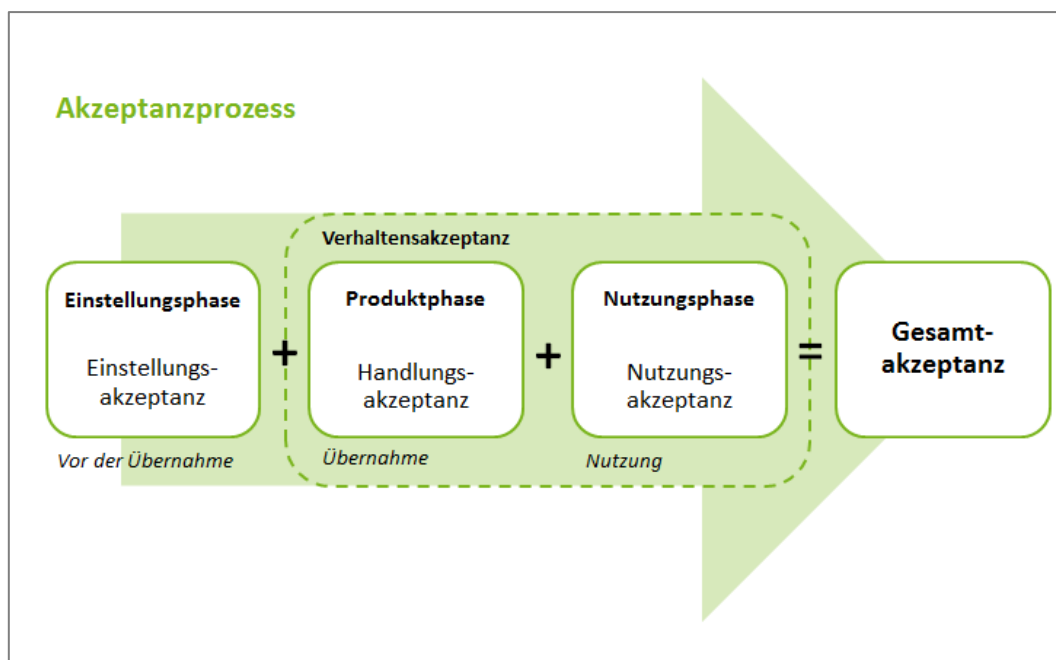 Akzeptanzprozess
Verhaltensakzeptanz
Einstellungsphase
Einstellungs-
akzeptanz
Vor der Übernahme
+
Produktphase
Handlungs-
akzeptanz
Übernahme
+
Nutzungsphase
Nutzungs-
akzeptanz
Nutzung
=
Gesamt-
akzeptanz